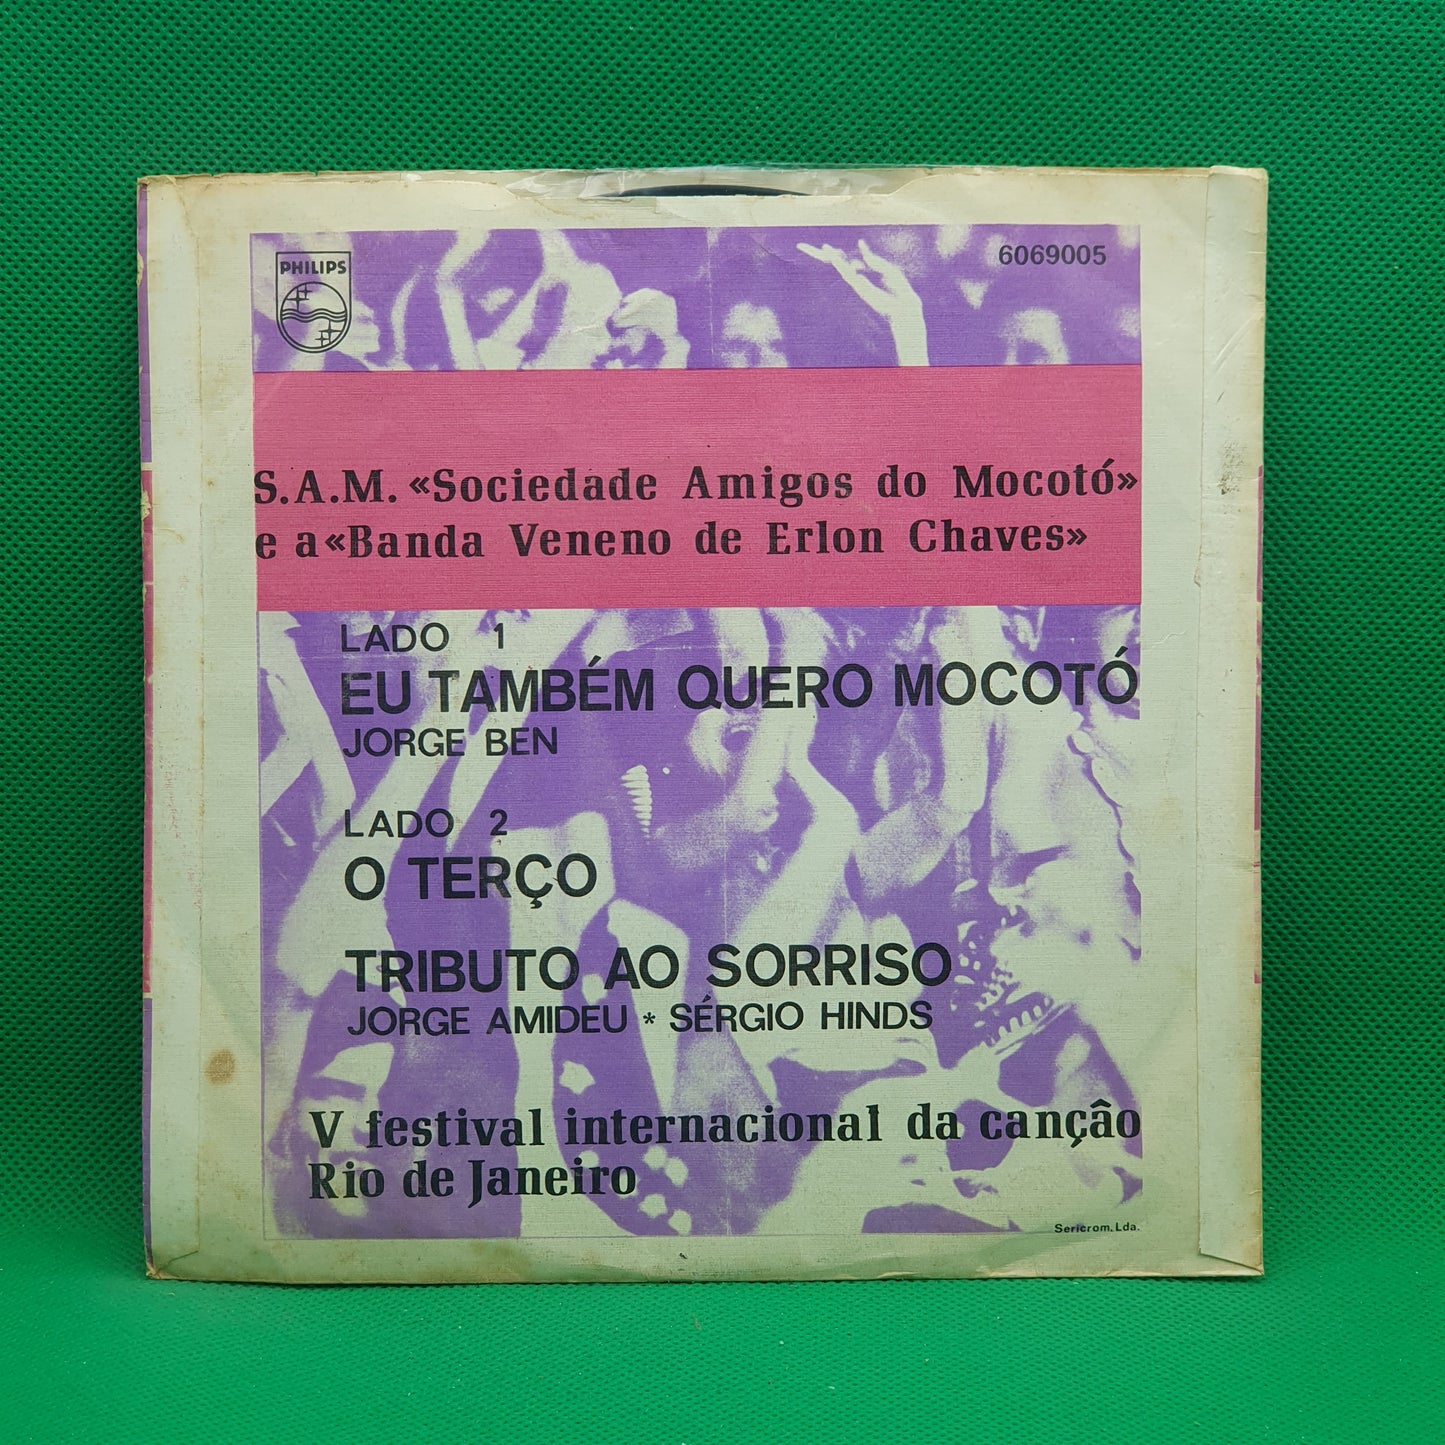 PHILIPS
6069005
S.A.M. «Sociedade Amigos do Mocotó»
e a «Banda Veneno de Erlon Chaves»
LADO 1
EU TAMBÉM QUERO MOCOTÓ
JORGE BEN
LADO 2
O TERÇO
TRIBUTO AO SORRISO
JORGE AMIDEU * SÉRGIO HINDS
V festival internacional da canção
Rio de Janeiro
Sericrom, Lda.